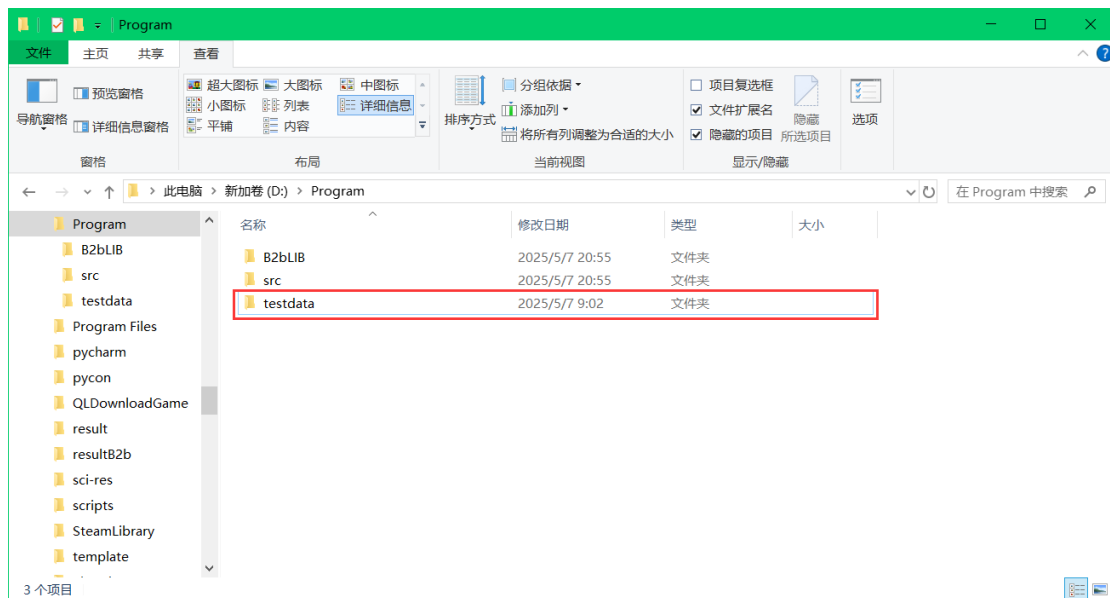 Program
文件 主页 共享 查看
导航窗格 预览窗格 详细信息窗格
窗格
超大图标 大图标 中图标
小图标 列表 详细信息
平铺 内容
布局
排序方式 分组依据
添加列
将所有列调整为合适的大小
当前视图
项目复选框
文件扩展名
隐藏的项目
隐藏
所选项目
显示/隐藏
选项
此电脑 > 新加卷 (D:) > Program
在 Program 中搜索
Program
B2bLIB
src
testdata
Program Files
pycharm
pycon
QLDownloadGame
result
resultB2b
sci-res
scripts
SteamLibrary
template
名称 修改日期 类型 大小
B2bLIB 2025/5/7 20:55 文件夹
src 2025/5/7 20:55 文件夹
testdata 2025/5/7 9:02 文件夹
3 个项目